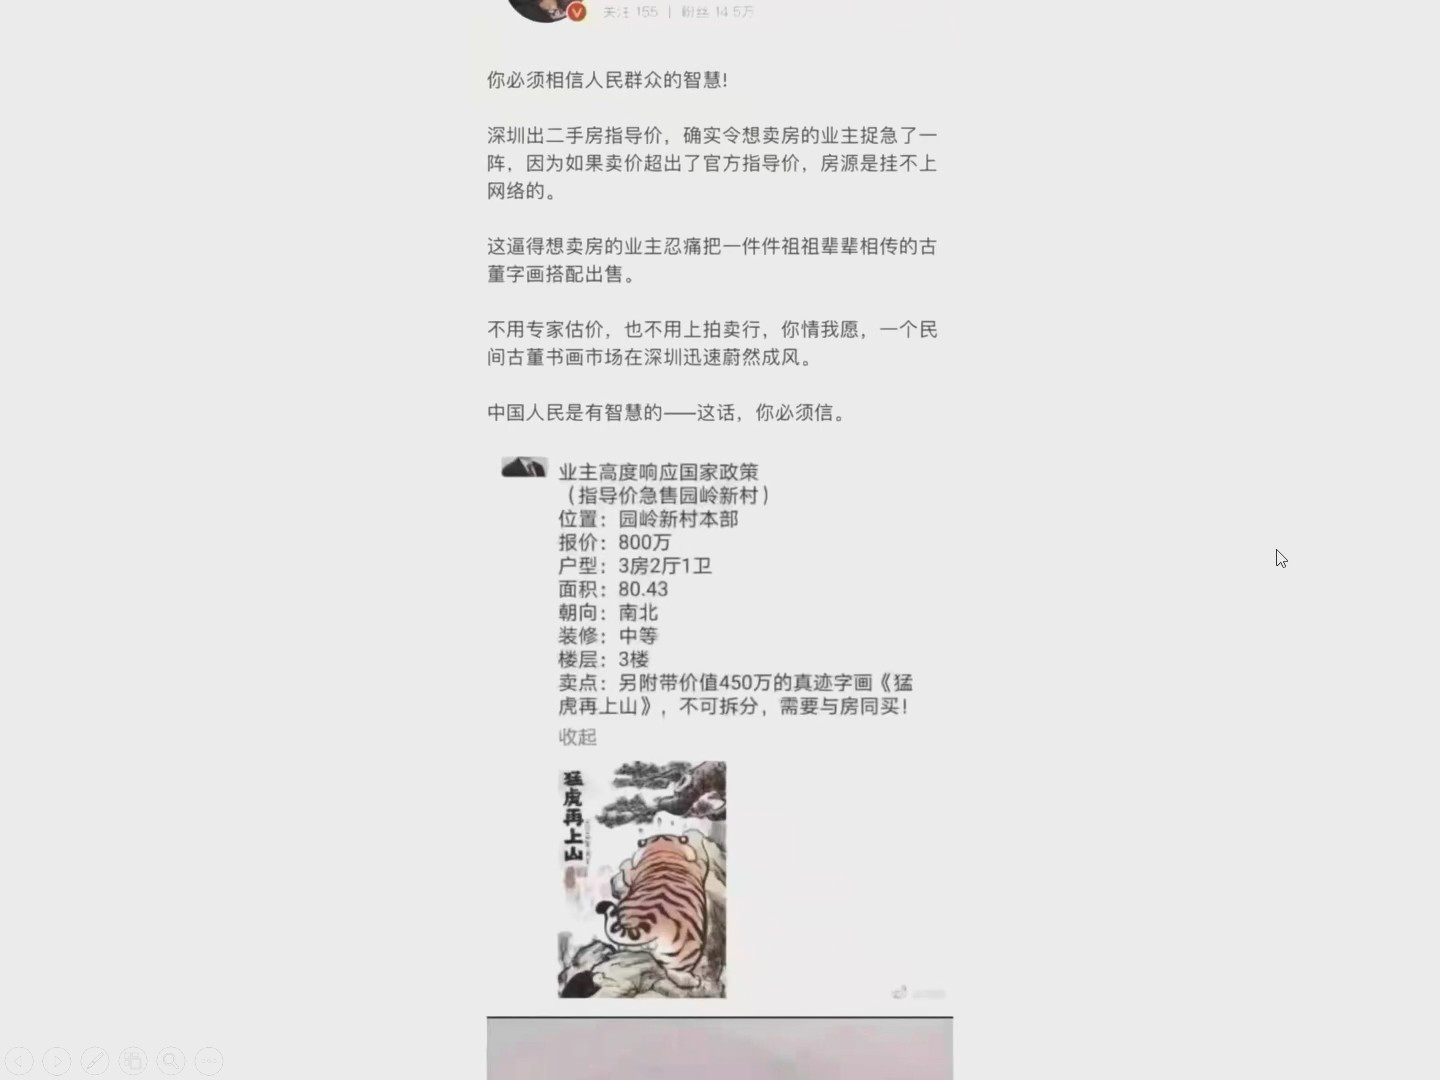 关注 155 | 粉丝 14.5万
你必须相信人民群众的智慧!
深圳出二手房指导价，确实令想卖房的业主捉急了一
阵，因为如果卖价超出了官方指导价，房源是挂不上
网络的。
这逼得想卖房的业主忍痛把一件件祖祖辈辈相传的古
董字画搭配出售。
不用专家估价，也不用上拍卖行，你情我愿，一个民
间古董书画市场在深圳迅速蔚然成风。
中国人民是有智慧的——这话，你必须信。
业主高度响应国家政策
（指导价急售园岭新村）
位置：园岭新村本部
报价：800万
户型：3房2厅1卫
面积：80.43
朝向：南北
装修：中等
楼层：3楼
卖点：另附带价值450万的真迹字画《猛
虎再上山》，不可拆分，需要与房同买！
收起
猛虎再上山